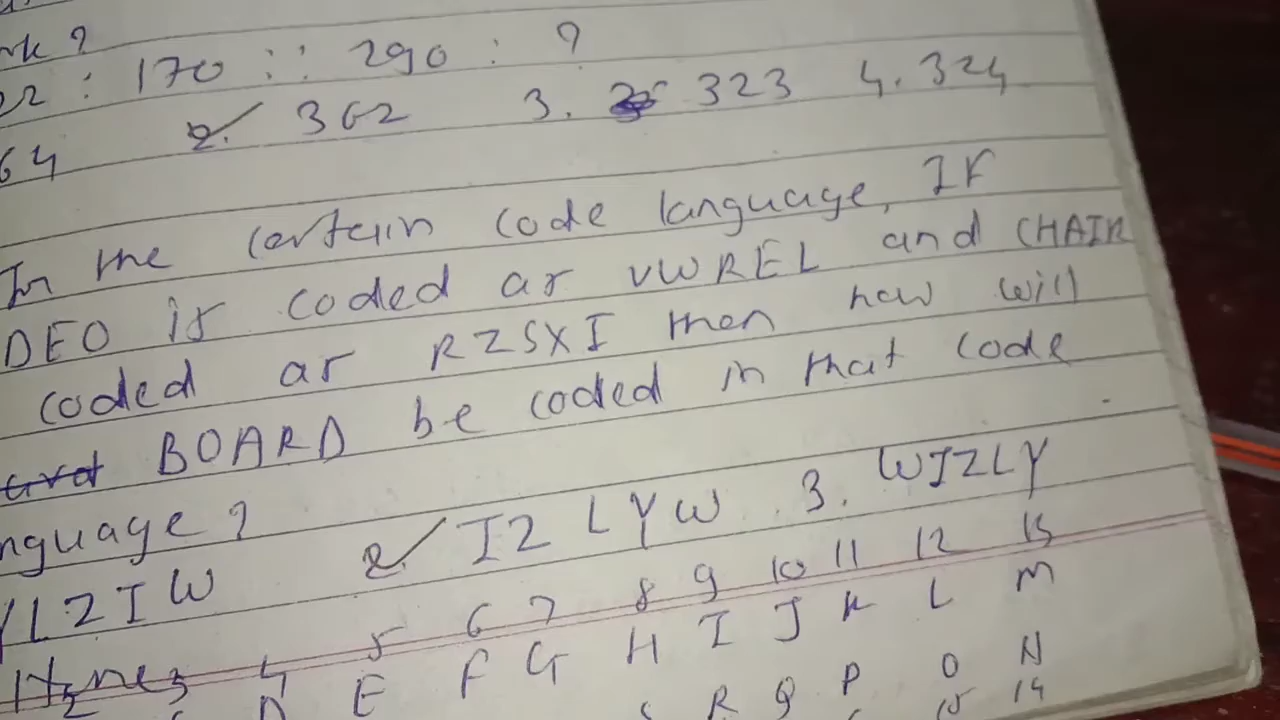 ? 
: 170 :: 290 : ?
64 2. 362 3. 323 4. 324
In the certain code language, IF
DEO is coded as VWREL and CHAIR
coded as RZSXI then how will
BOARD be coded in that code
nguage ?
YLZIW 2. IZLYW 3. WIZLY
5 6 7 8 9 10 11 12 13
2 3 4 E F G H I J K L M
D R Q P O N
15 14